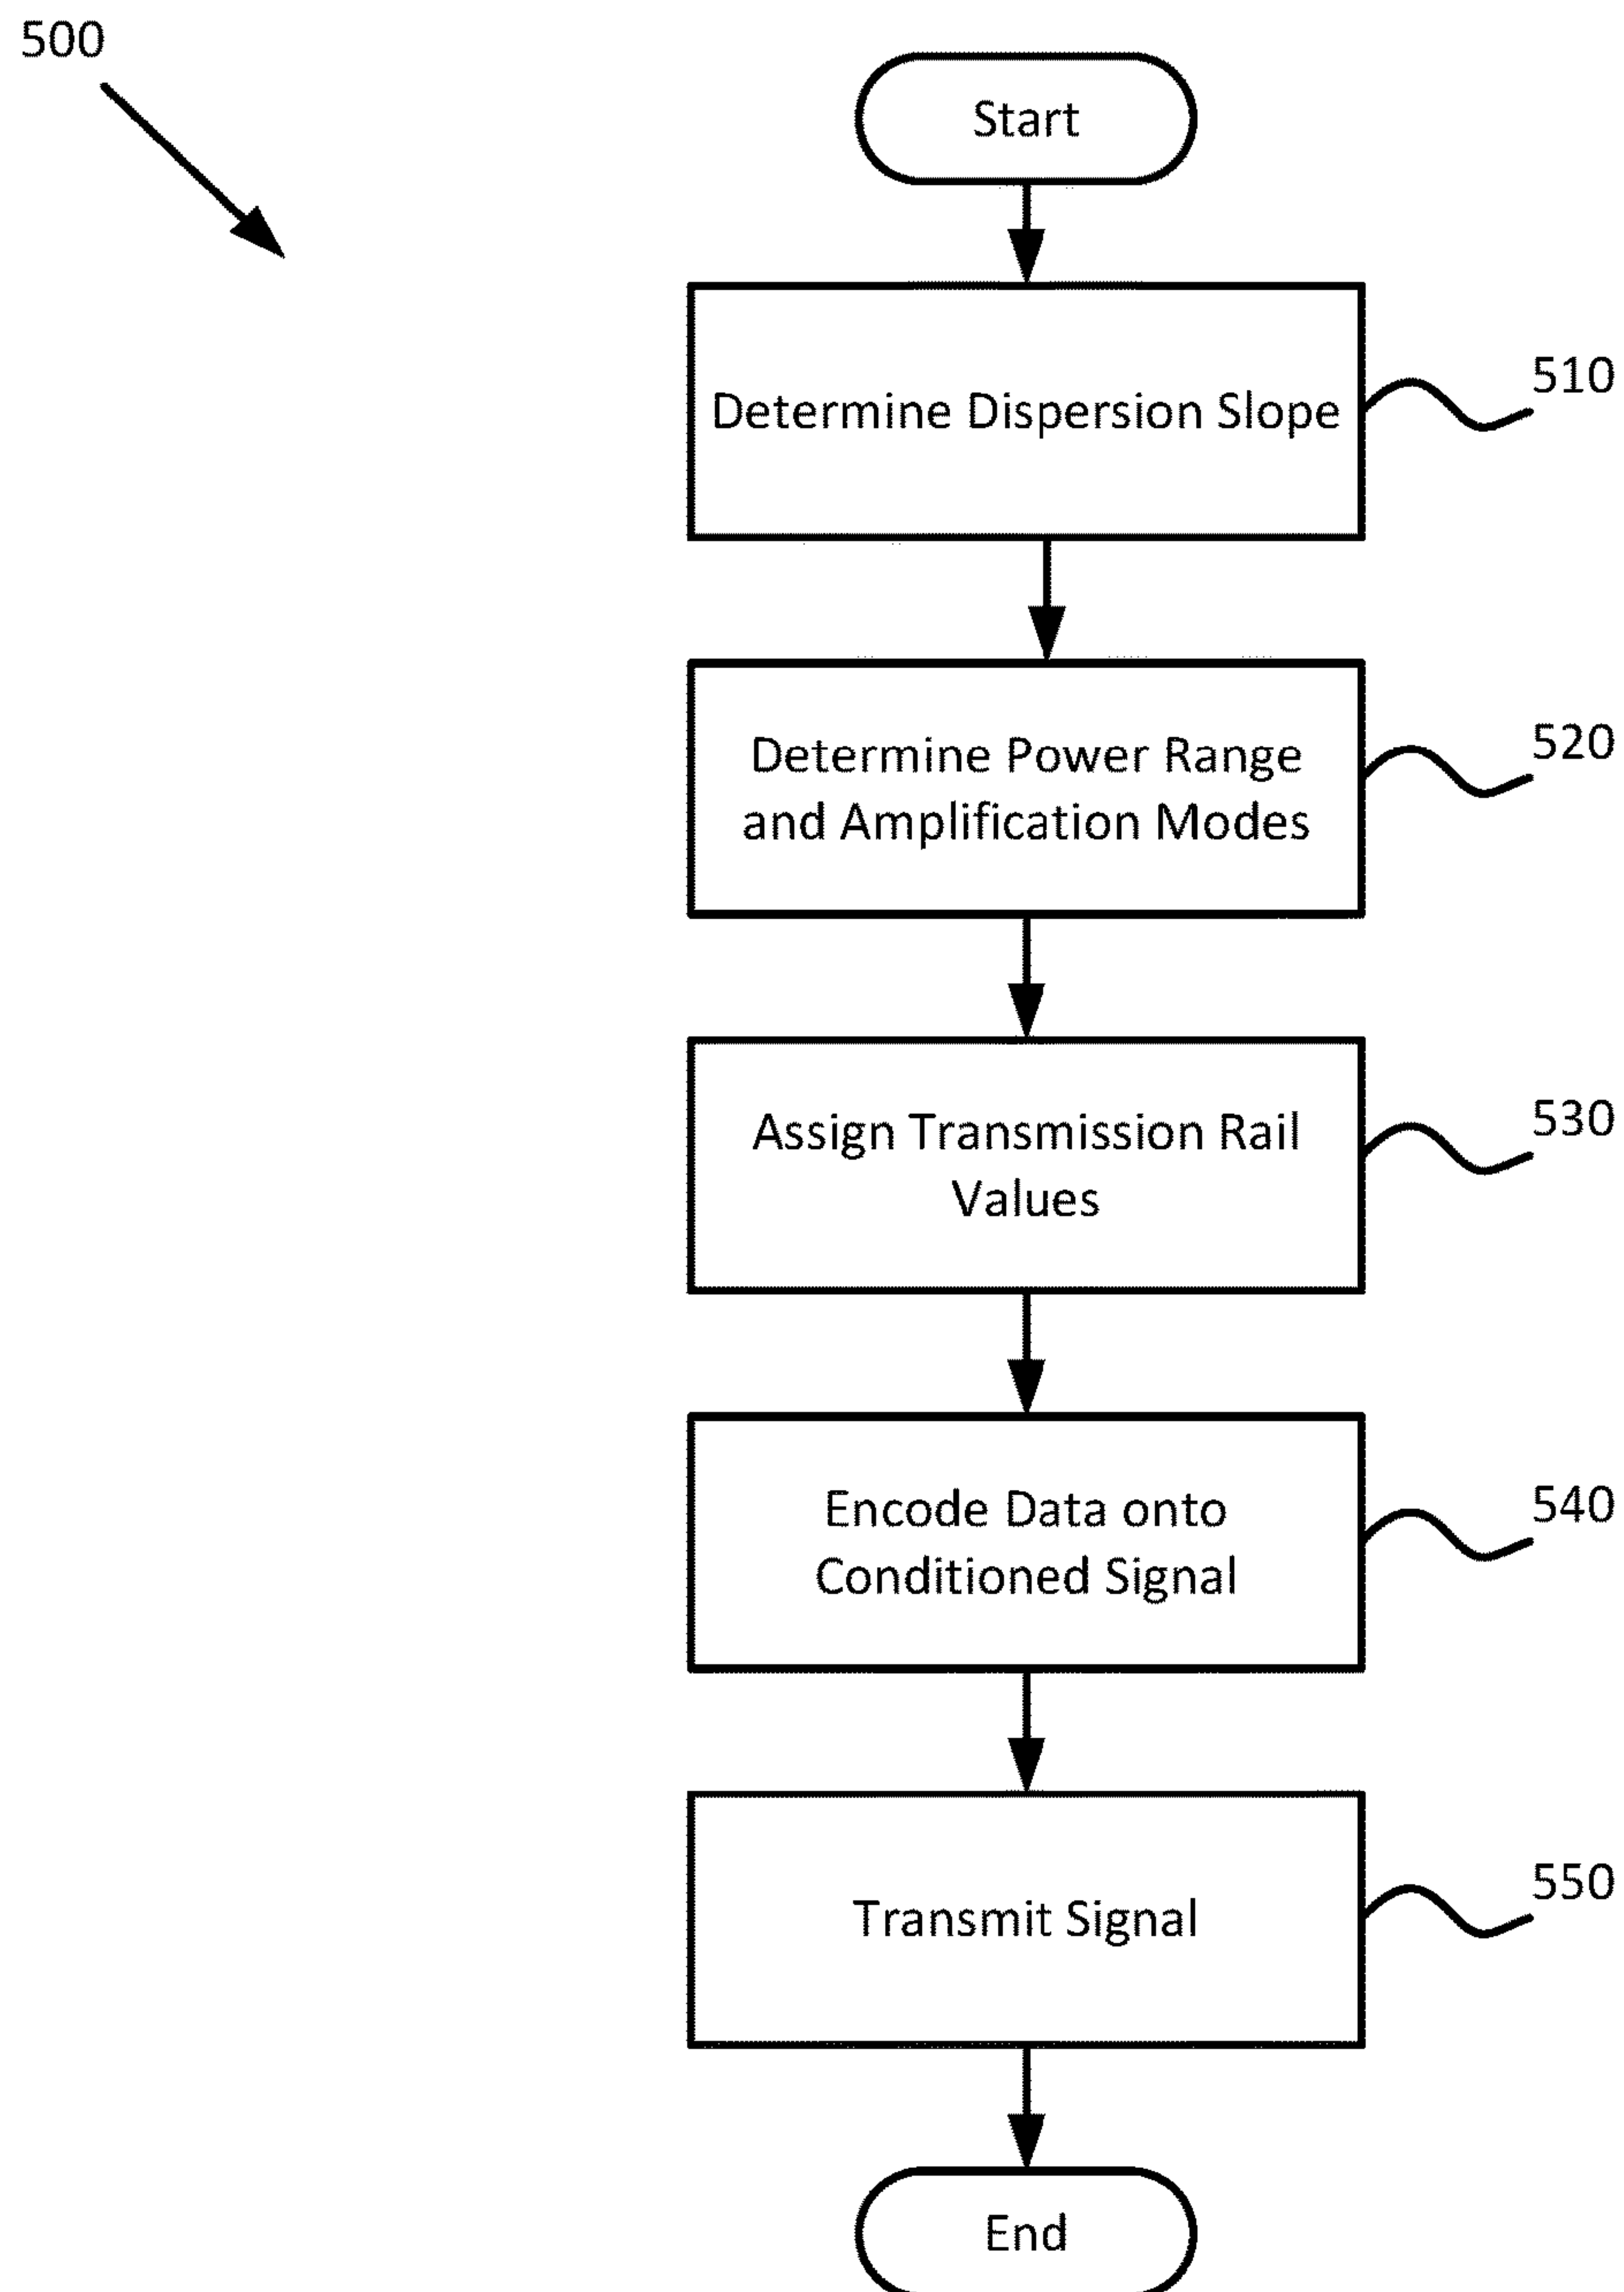 500
Start
Determine Dispersion Slope
510
Determine Power Range
and Amplification Modes
520
Assign Transmission Rail
Values
530
Encode Data onto
Conditioned Signal
540
Transmit Signal
550
End